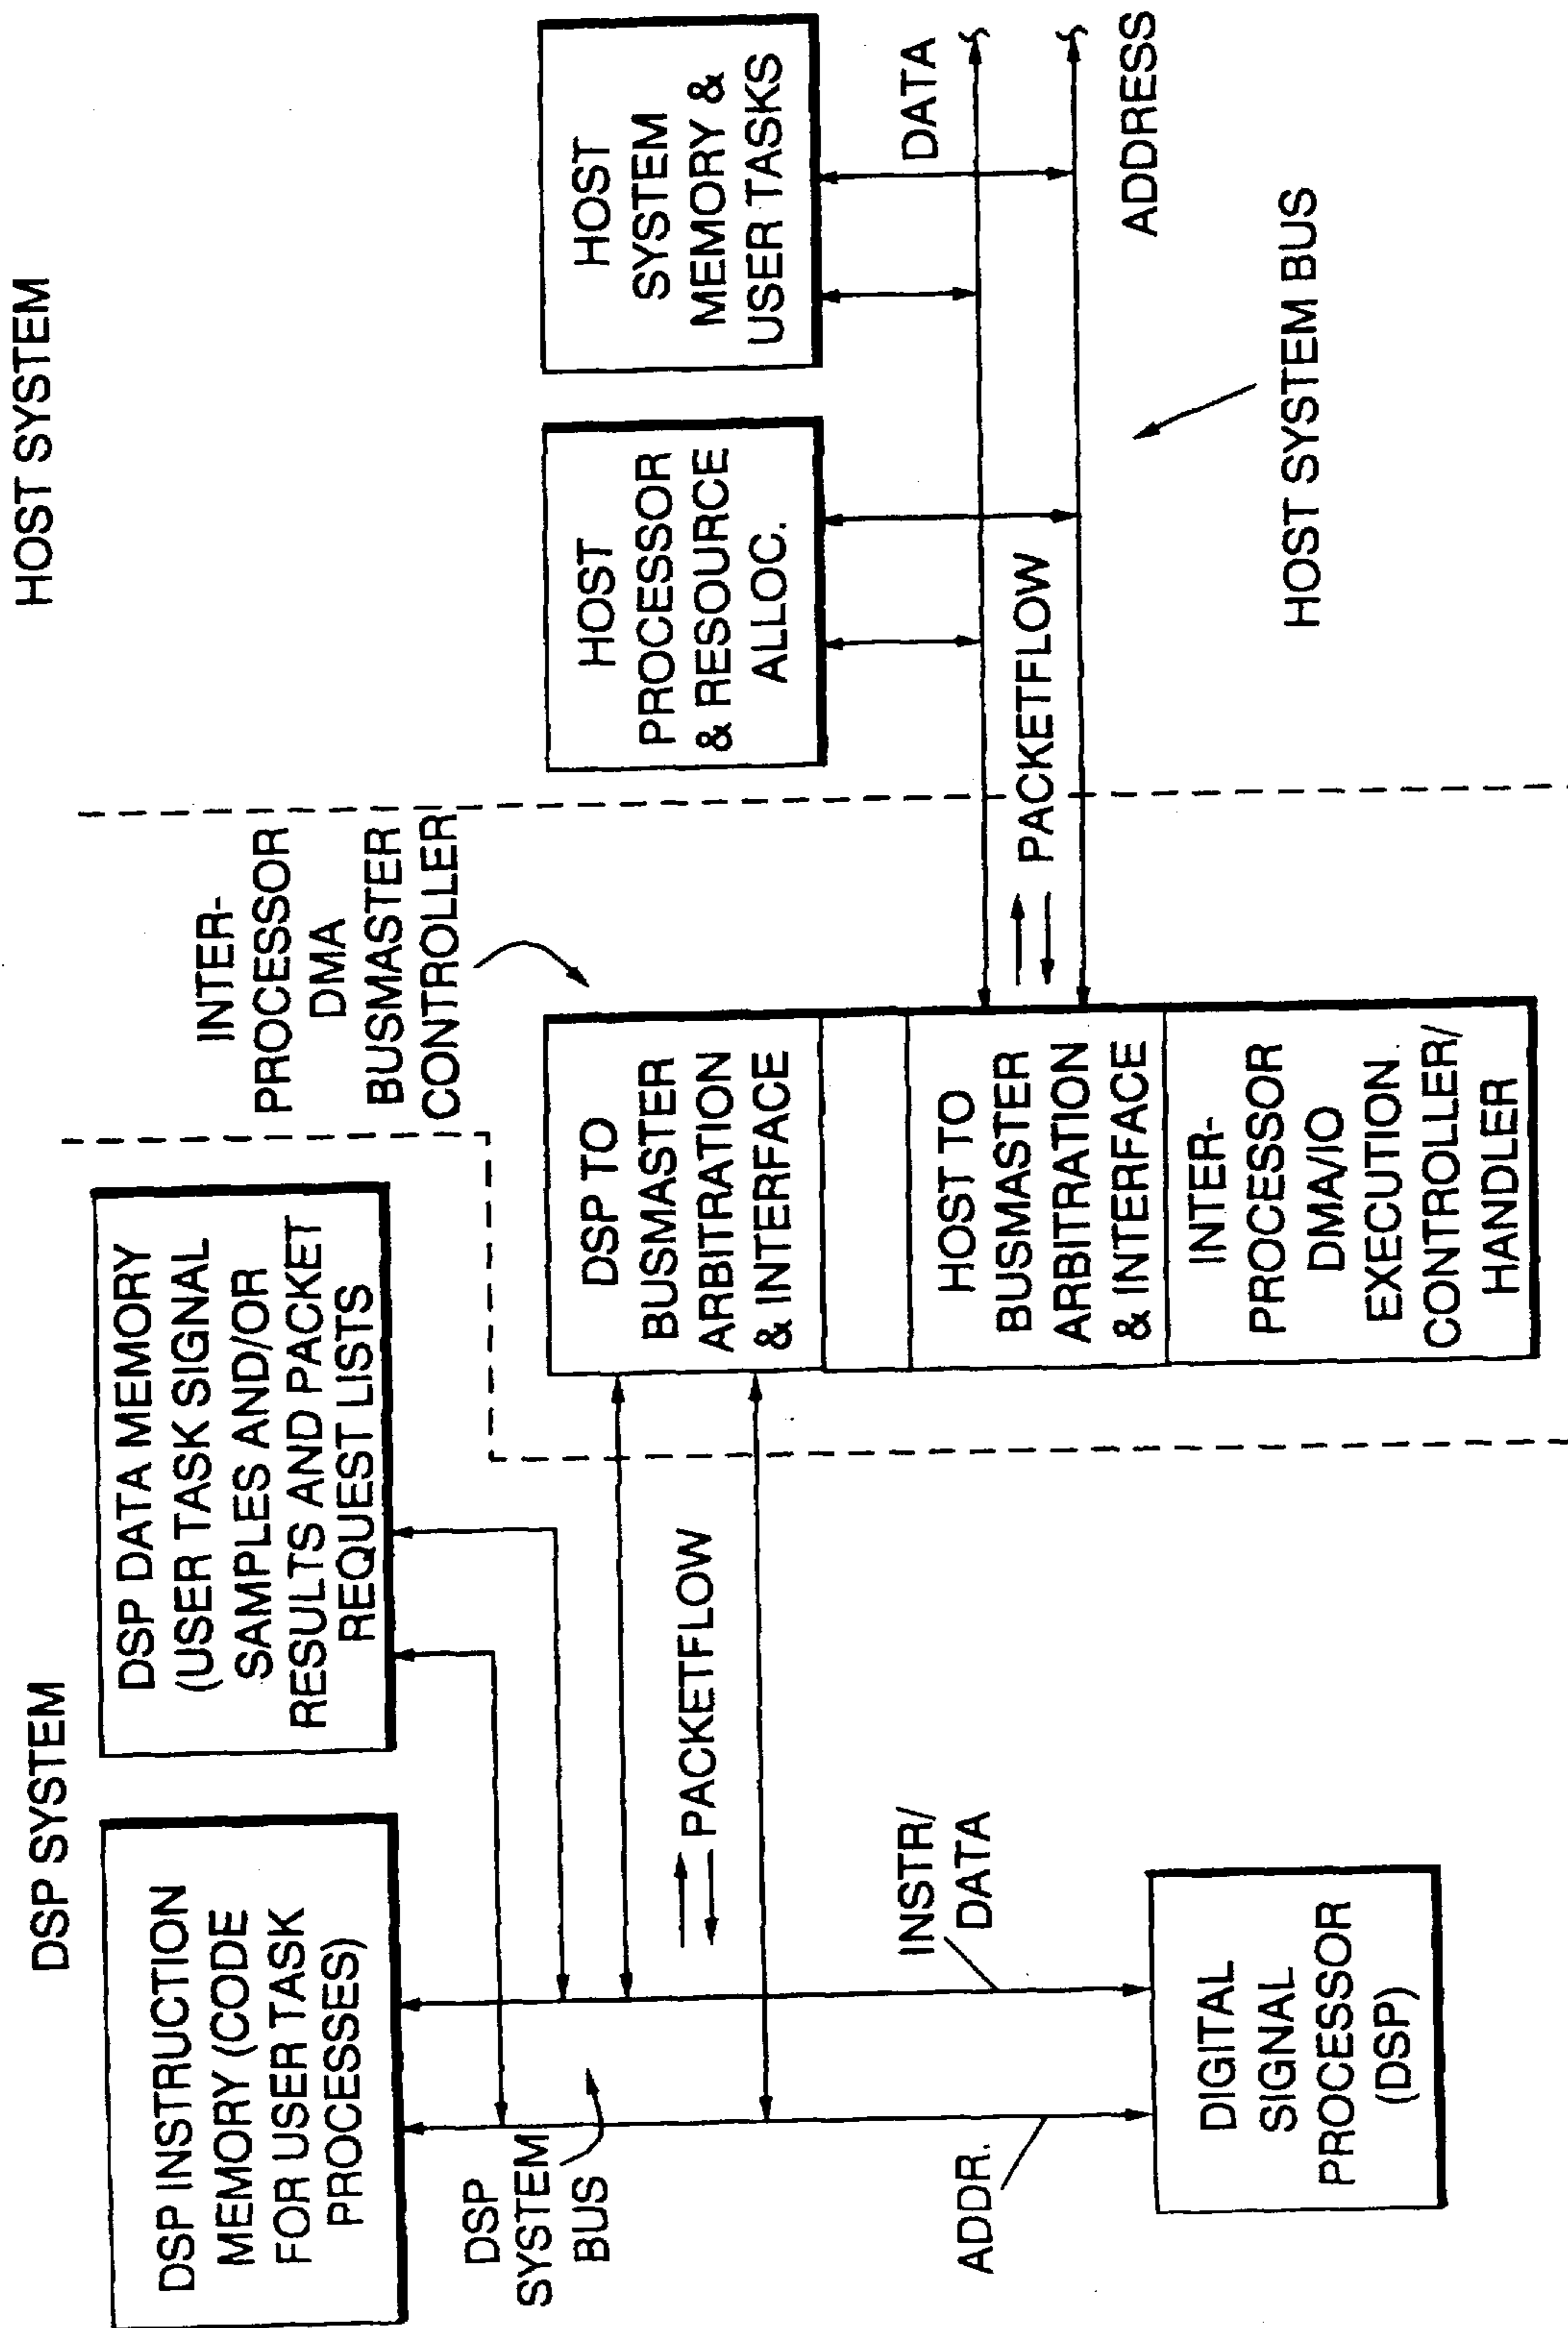 DSP SYSTEM
HOST SYSTEM
DSP INSTRUCTION
MEMORY (CODE
FOR USER TASK
PROCESSES)
DSP DATA MEMORY
(USER TASK SIGNAL
SAMPLES AND/OR
RESULTS AND PACKET
REQUEST LISTS
INTER-
PROCESSOR
DMA
BUSMASTER
CONTROLLER
HOST
PROCESSOR
& RESOURCE
ALLOC.
HOST
SYSTEM
MEMORY &
USER TASKS
DSP
SYSTEM
BUS
PACKETFLOW
DSP TO
BUSMASTER
ARBITRATION
& INTERFACE
HOST TO
BUSMASTER
ARBITRATION
& INTERFACE
INTER-
PROCESSOR
DMA/IO
EXECUTION
CONTROLLER/
HANDLER
PACKETFLOW
DATA
ADDRESS
HOST SYSTEM BUS
ADDR.
INSTR/
DATA
DIGITAL
SIGNAL
PROCESSOR
(DSP)